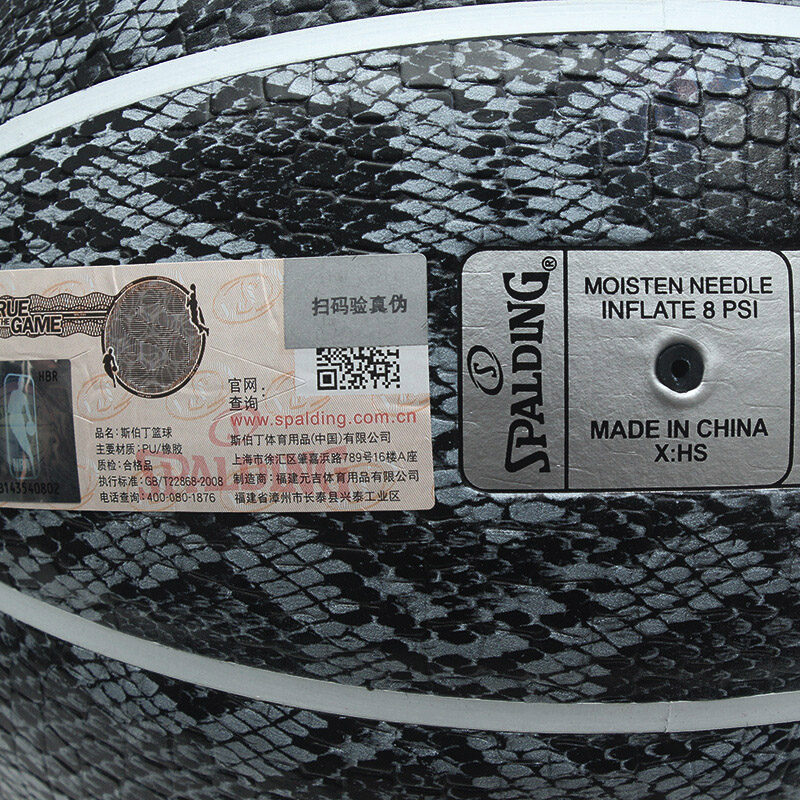 RUE
THE GAME
HBR
B143540802
扫码验真伪
官网:
查询:
www.spalding.com.cn
SPALDING
品名:斯伯丁篮球
主要材质:PU/橡胶
质检:合格品
执行标准:GB/T22868-2008
电话查询:400-080-1876
斯伯丁体育用品(中国)有限公司
上海市徐汇区肇嘉浜路789号16楼A座
制造商:福建元吉体育用品有限公司
福建省漳州市长泰县兴泰工业区
SPALDING®
MOISTEN NEEDLE
INFLATE 8 PSI
MADE IN CHINA
X:HS